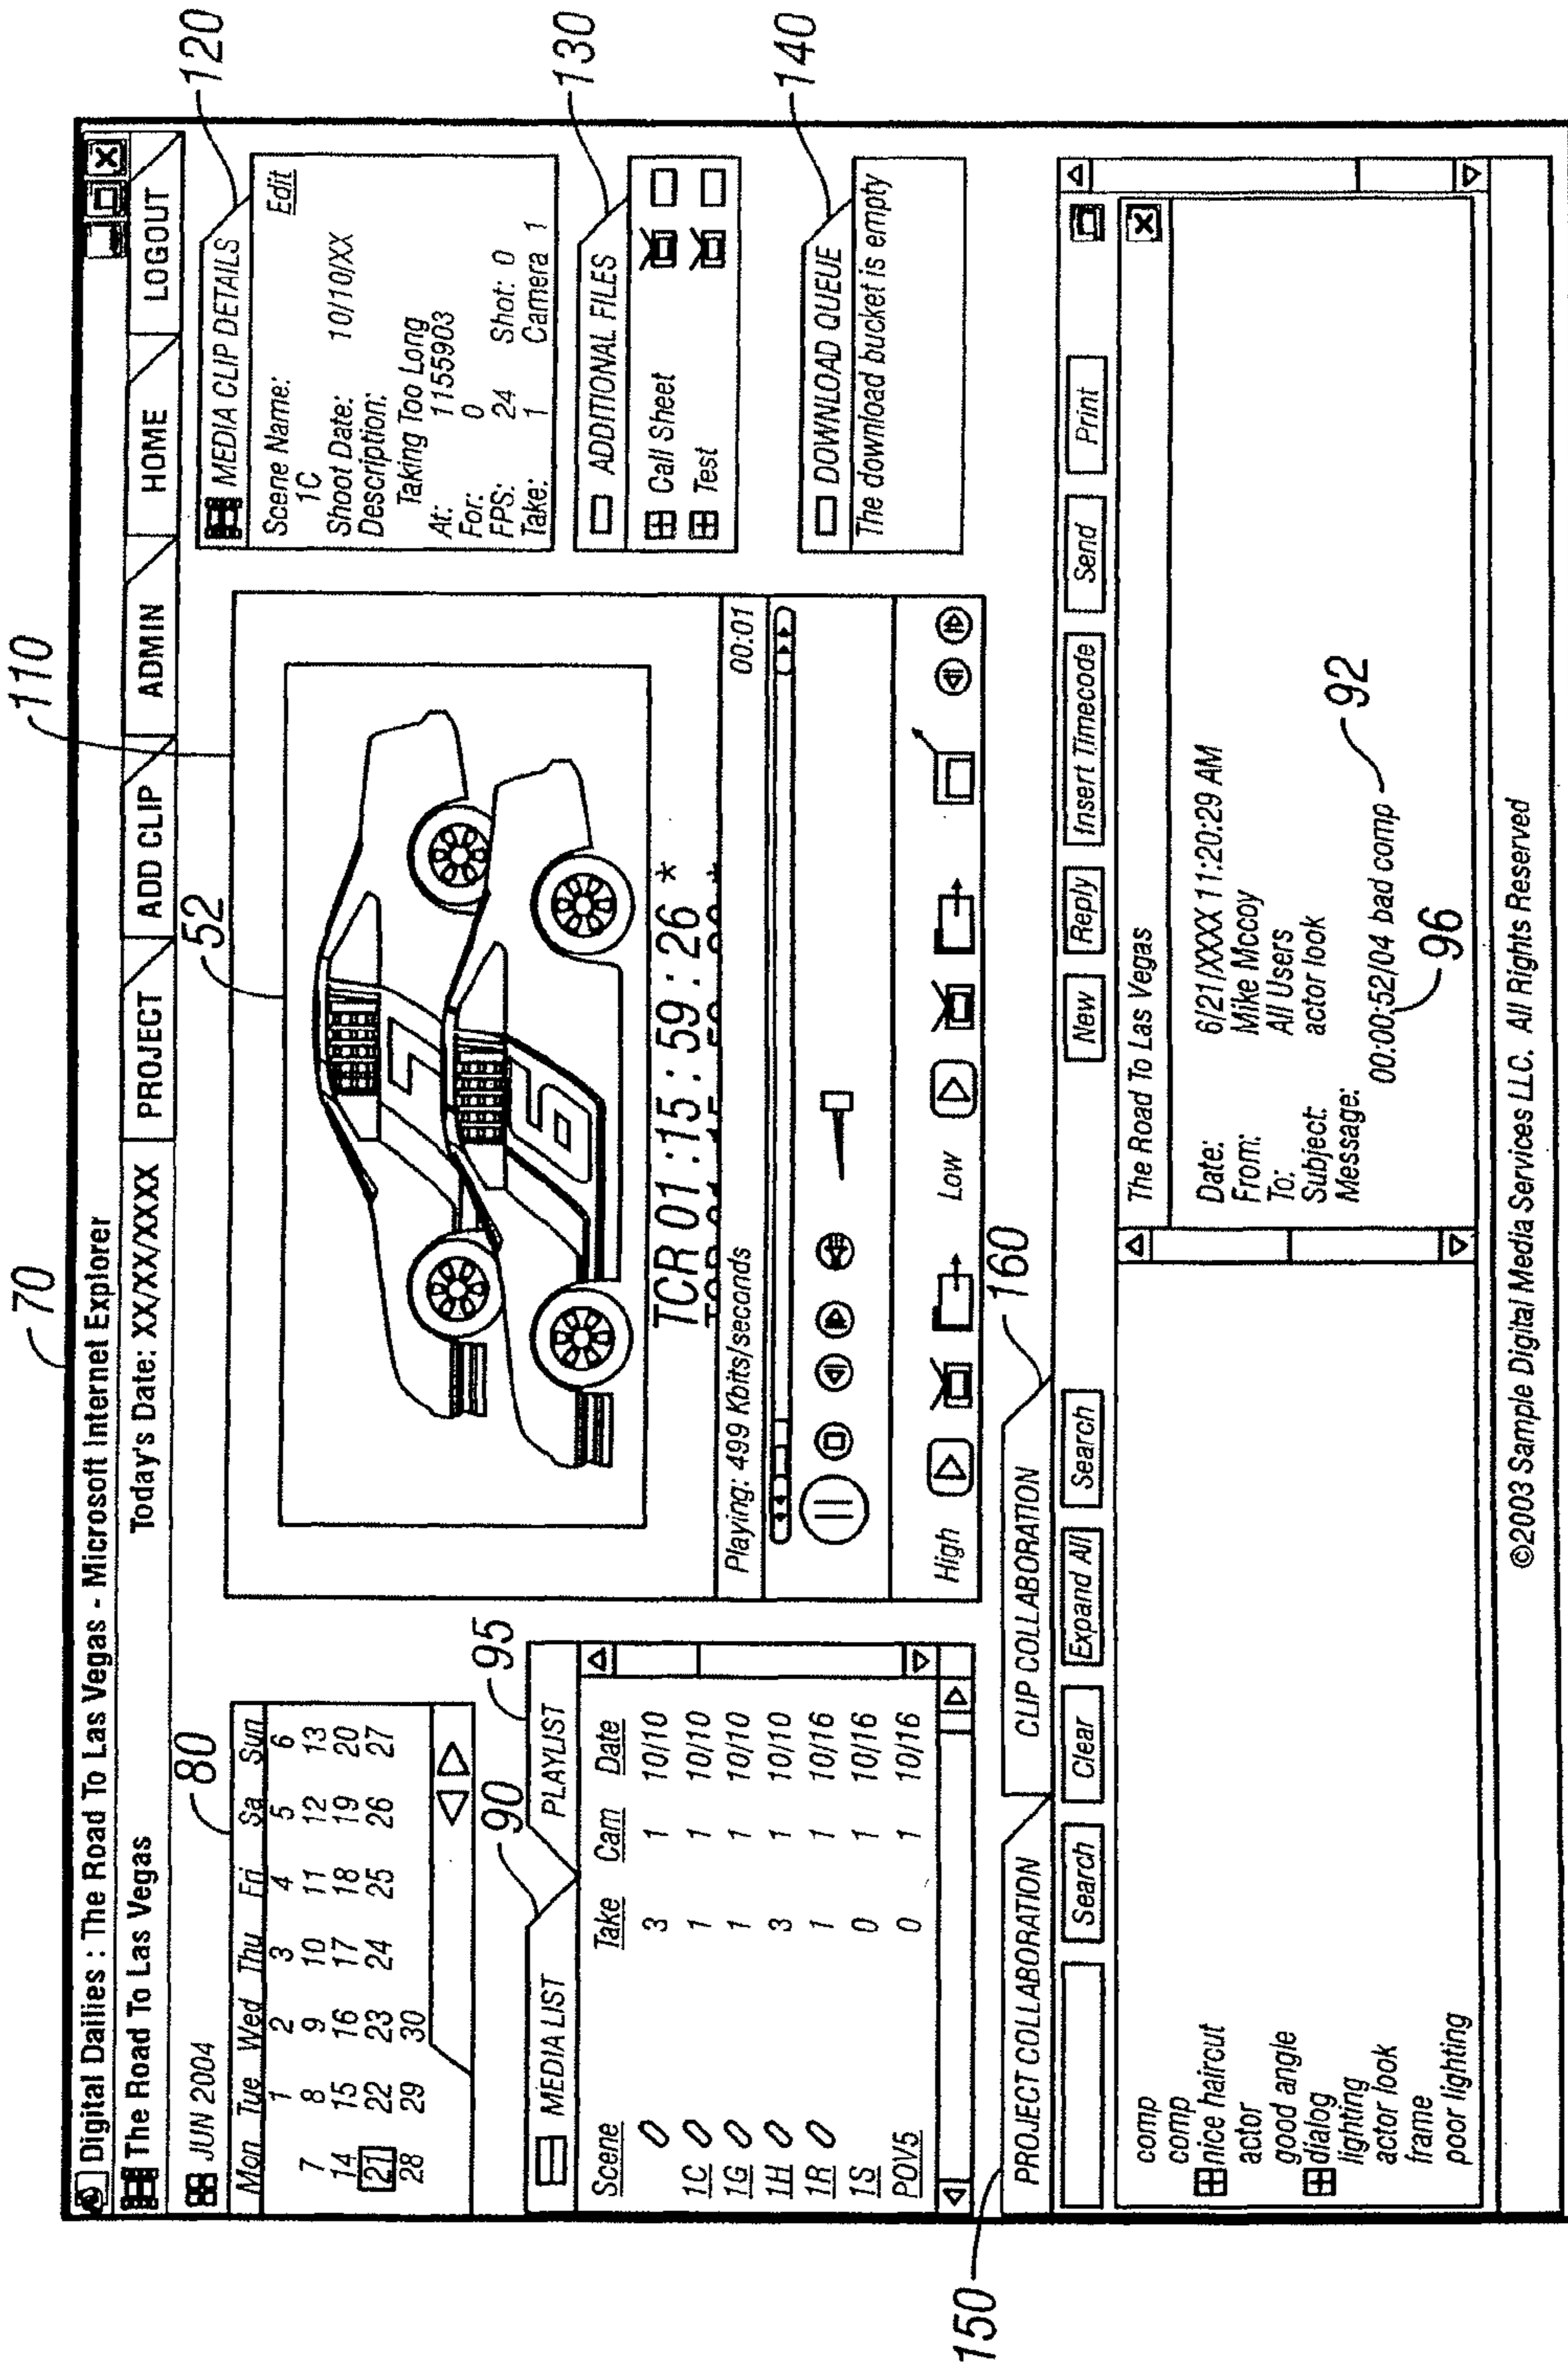 70
Digital Dailies : The Road To Las Vegas - Microsoft Internet Explorer
The Road To Las Vegas
Today's Date: XX/XX/XXXX
PROJECT
ADD CLIP
ADMIN
HOME
LOGOUT
80
JUN 2004
Mon Tue Wed Thu Fri Sa Sun
1 2 3 4 5 6
7 8 9 10 11 12 13
14 15 16 17 18 19 20
21 22 23 24 25 26 27
28 29 30
90
95
MEDIA LIST
PLAYLIST
Scene Take Cam Date
3 1 10/10
1C 1 1 10/10
1G 1 1 10/10
1H 3 1 10/10
1R 1 1 10/16
1S 0 1 10/16
POV5 0 1 10/16
110
52
7
6
TCR 01:15:59:26 *
Playing: 499 Kbits/seconds
00:01
High
Low
120
MEDIA CLIP DETAILS
Scene Name: Edit
1C
Shoot Date: 10/10/XX
Description:
Taking Too Long
At: 1155903
For: 0
FPS: 24 Shot: 0
Take: 1 Camera 1
130
ADDITIONAL FILES
Call Sheet
Test
140
DOWNLOAD QUEUE
The download bucket is empty
150
PROJECT COLLABORATION
160
CLIP COLLABORATION
Search
Clear
Expand All
Search
New
Reply
Insert Timecode
Send
Print
comp
comp
nice haircut
actor
good angle
dialog
lighting
actor look
frame
poor lighting
The Road To Las Vegas
Date: 6/21/XXXX 11:20:29 AM
From: Mike Mccoy
To: All Users
Subject: actor look
Message:
00:00:52/04 bad comp
92
96
©2003 Sample Digital Media Services LLC. All Rights Reserved